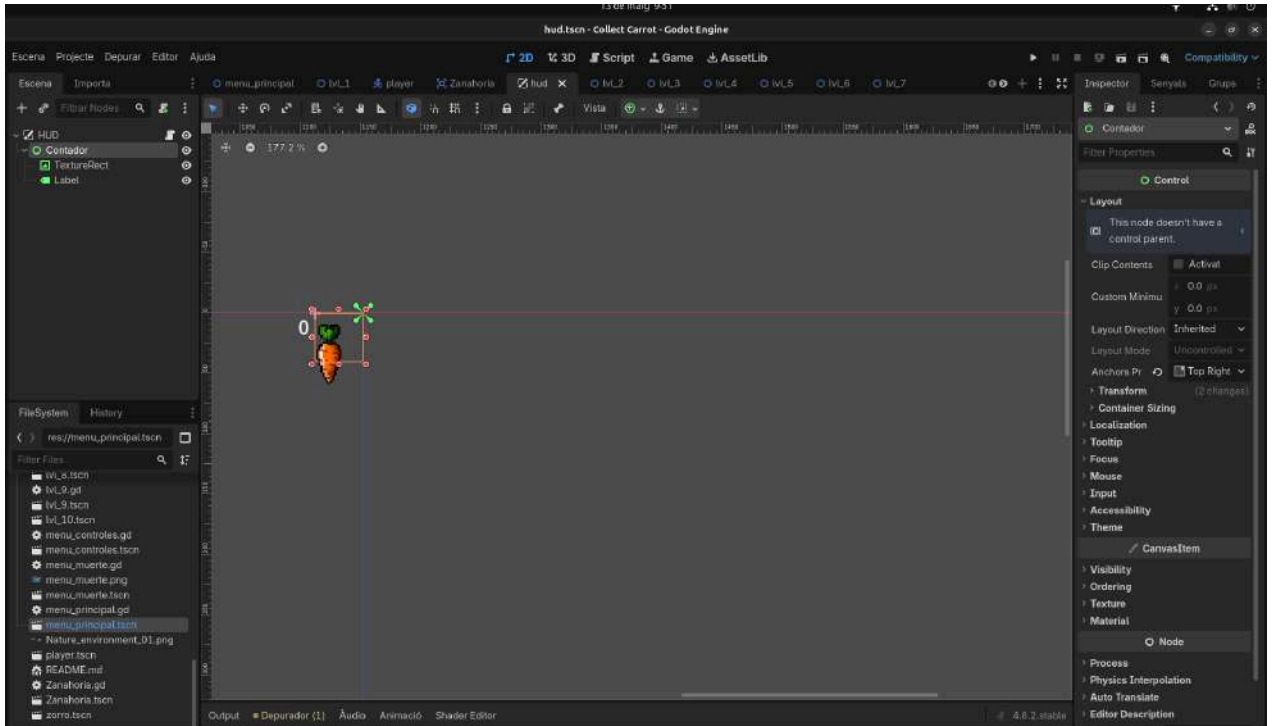 13 de maig 9:51
hud.tscn - Collect Carrot - Godot Engine
Escena Projecte Depurar Editor Ajuda
2D 3D Script Game AssetLib
Compatibility
Escena Importa
menu_principal lvl_1 player Zanahoria hud lvl_2 lvl_3 lvl_4 lvl_5 lvl_6 lvl_7
Inspector Senyals Grups
Filtrar Nodes
Vista
HUD
Contador
TextureRect
Label
177.2 %
0
Contador
Filter Properties
Control
Layout
This node doesn't have a
control parent.
Clip Contents Activat
Custom Minimu x 0.0 px
y 0.0 px
Layout Direction Inherited
Layout Mode Uncontrolled
Anchors Pr Top Right
Transform (2 changes)
Container Sizing
Localization
Tooltip
Focus
Mouse
Input
Accessibility
Theme
CanvasItem
Visibility
Ordering
Texture
Material
Node
Process
Physics Interpolation
Auto Translate
Editor Description
FileSystem History
res://menu_principal.tscn
Filter Files
lvl_8.tscn
lvl_9.gd
lvl_9.tscn
lvl_10.tscn
menu_controles.gd
menu_controles.tscn
menu_muerte.gd
menu_muerte.png
menu_muerte.tscn
menu_principal.gd
menu_principal.tscn
Nature_environment_01.png
player.tscn
README.md
Zanahoria.gd
Zanahoria.tscn
zorro.tscn
Output Depurador (1) Àudio Animació Shader Editor
4.6.2.stable